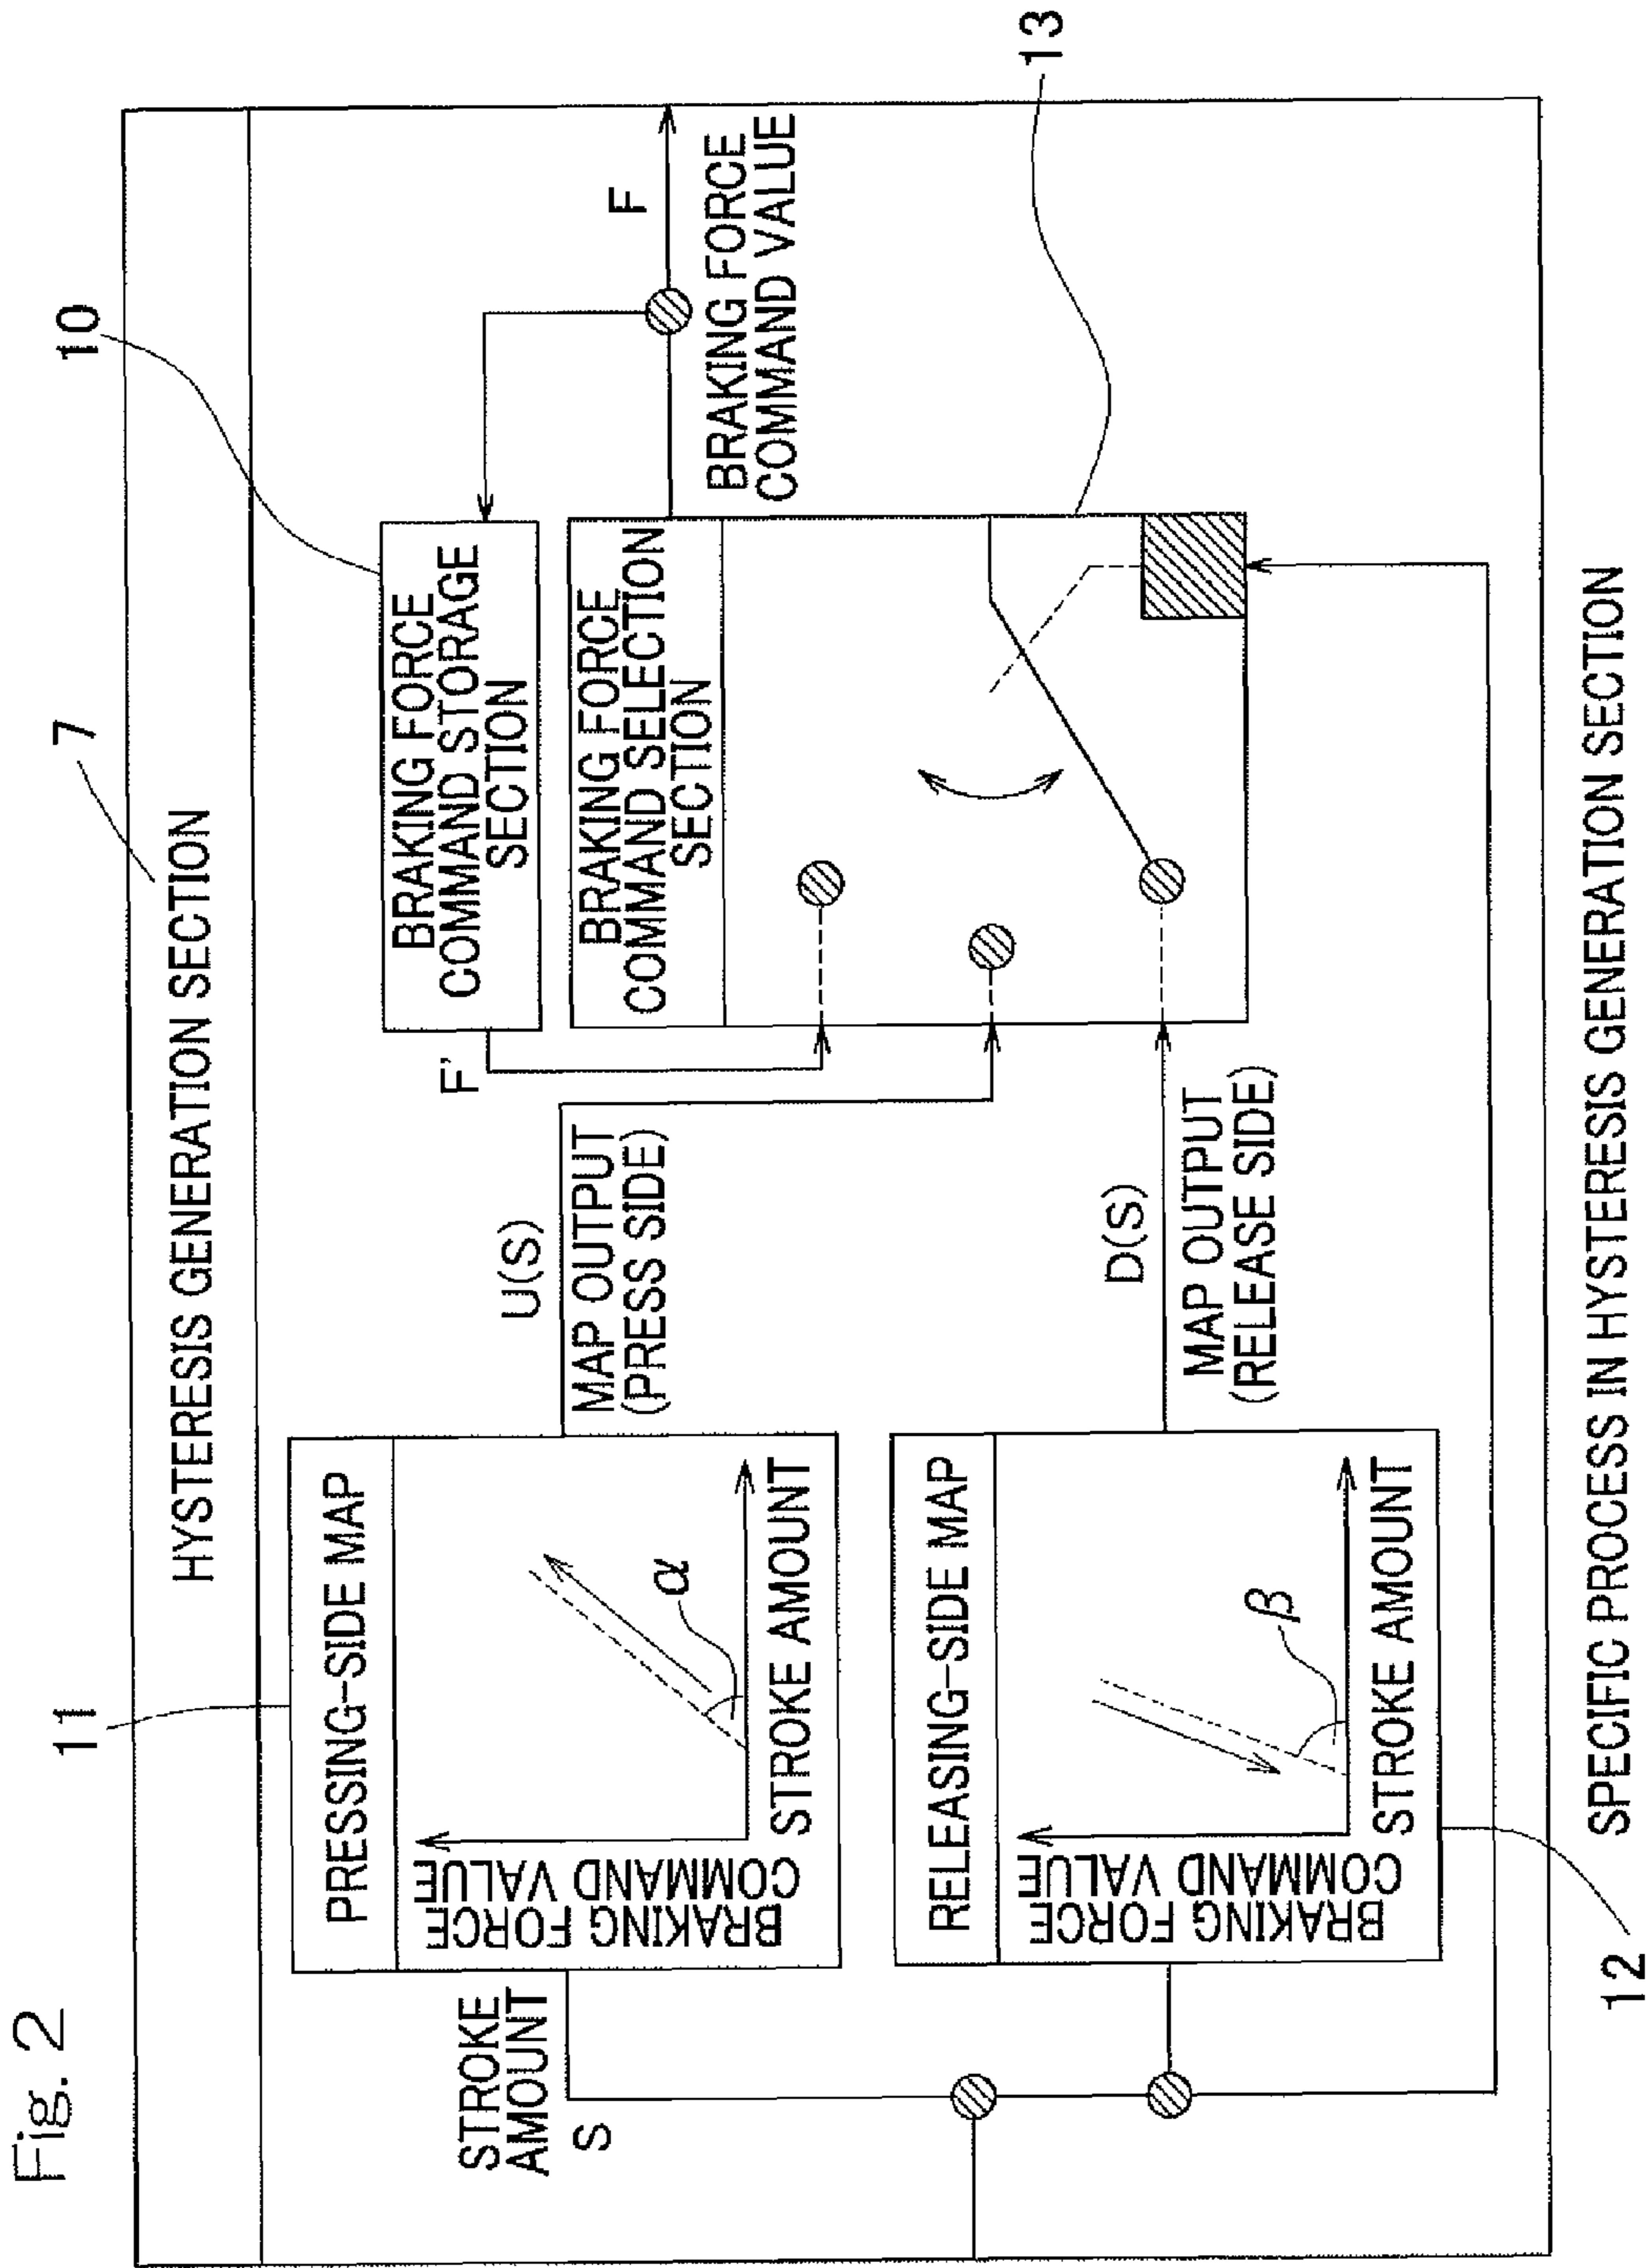 Fig. 2
7
HYSTERESIS GENERATION SECTION
11
PRESSING-SIDE MAP
BRAKING FORCE
COMMAND VALUE
α
STROKE AMOUNT
STROKE
AMOUNT
S
U(S)
MAP OUTPUT
(PRESS SIDE)
12
RELEASING-SIDE MAP
BRAKING FORCE
COMMAND VALUE
β
STROKE AMOUNT
D(S)
MAP OUTPUT
(RELEASE SIDE)
10
BRAKING FORCE
COMMAND STORAGE
SECTION
F'
BRAKING FORCE
COMMAND SELECTION
SECTION
13
F
BRAKING FORCE
COMMAND VALUE
SPECIFIC PROCESS IN HYSTERESIS GENERATION SECTION